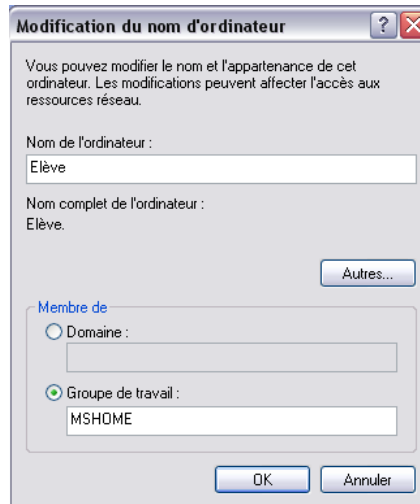 Modification du nom d'ordinateur
Vous pouvez modifier le nom et l'appartenance de cet
ordinateur. Les modifications peuvent affecter l'accès aux
ressources réseau.
Nom de l'ordinateur :
Elève
Nom complet de l'ordinateur :
Elève.
Autres...
Membre de
Domaine :
Groupe de travail :
MSHOME
OK
Annuler